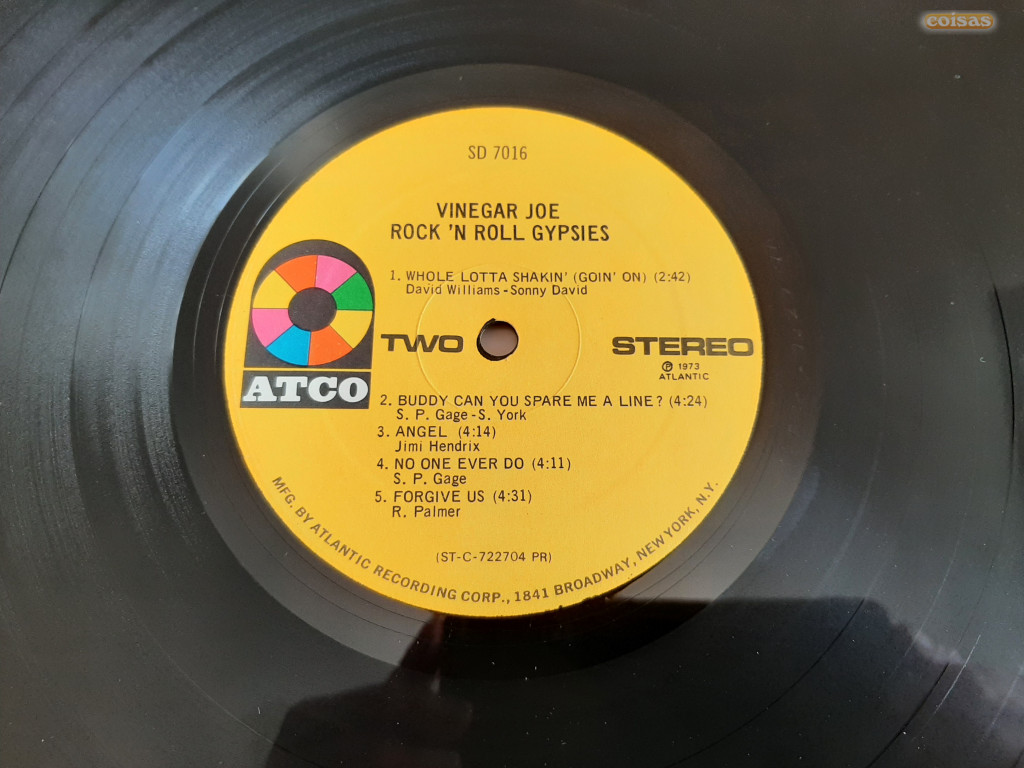 coisas
SD 7016
VINEGAR JOE
ROCK 'N ROLL GYPSIES
1. WHOLE LOTTA SHAKIN' (GOIN' ON) (2:42)
David Williams - Sonny David
ATCO
TWO
STEREO
℗ 1973
ATLANTIC
2. BUDDY CAN YOU SPARE ME A LINE? (4:24)
S. P. Gage - S. York
3. ANGEL (4:14)
Jimi Hendrix
4. NO ONE EVER DO (4:11)
S. P. Gage
5. FORGIVE US (4:31)
R. Palmer
(ST-C-722704 PR)
MFG. BY ATLANTIC RECORDING CORP., 1841 BROADWAY, NEW YORK, N.Y.